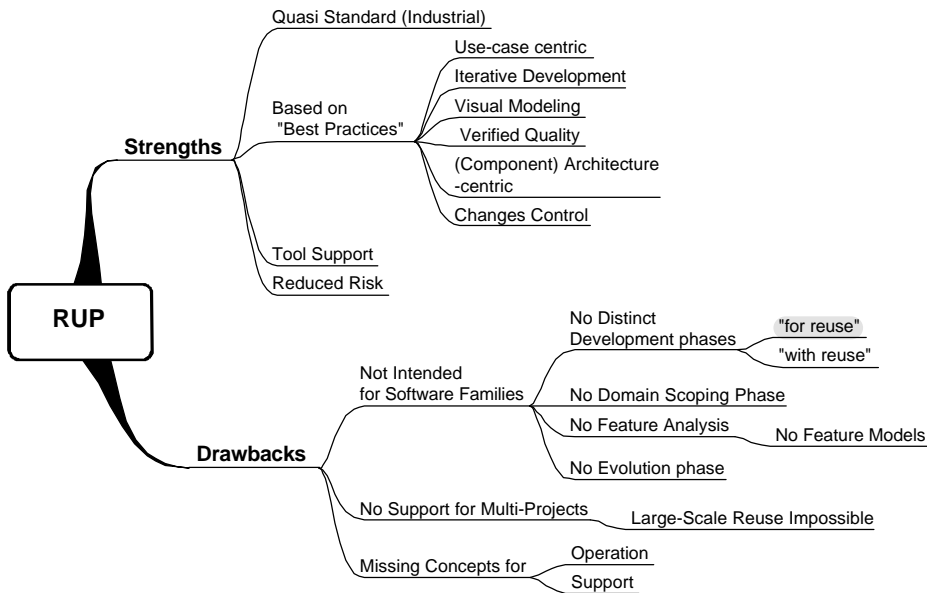 Quasi Standard (Industrial)
Use-case centric
Iterative Development
Based on
"Best Practices"
Visual Modeling
Verified Quality
Strengths
(Component) Architecture
-centric
Changes Control
Tool Support
Reduced Risk
RUP
No Distinct
Development phases
"for reuse"
"with reuse"
Not Intended
for Software Families
No Domain Scoping Phase
No Feature Analysis
No Feature Models
Drawbacks
No Evolution phase
No Support for Multi-Projects
Large-Scale Reuse Impossible
Missing Concepts for
Operation
Support